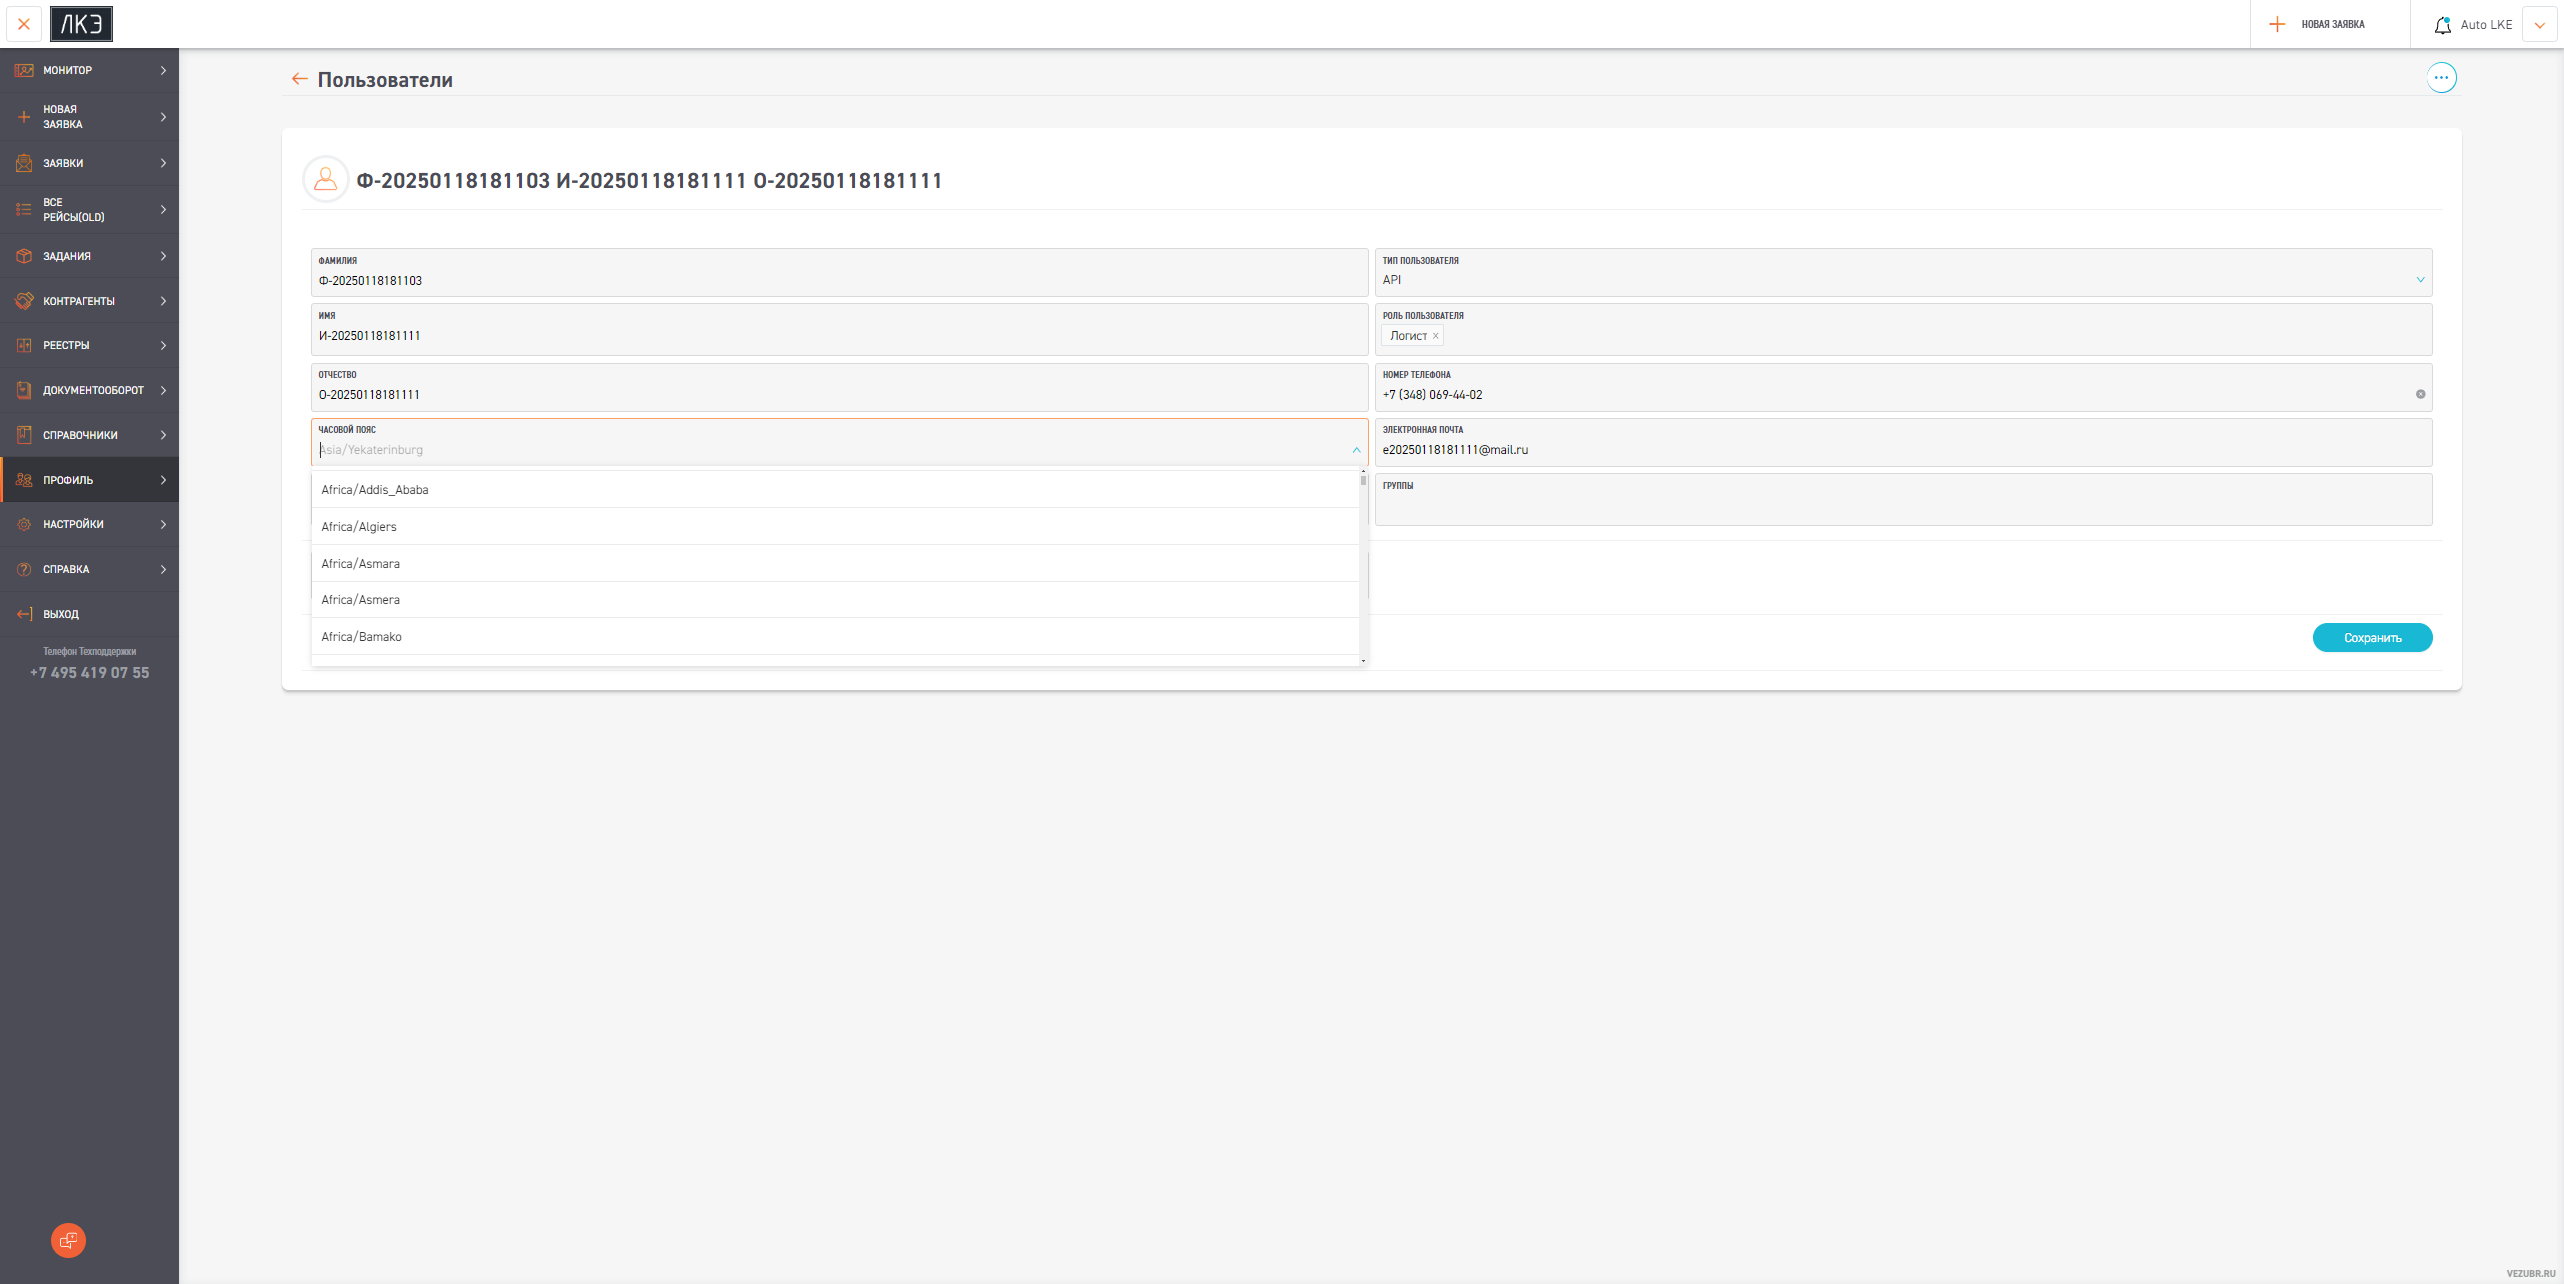 ЛКЭ
НОВАЯ ЗАЯВКА
Auto LKE
МОНИТОР
НОВАЯ
ЗАЯВКА
ЗАЯВКИ
ВСЕ
РЕЙСЫ(OLD)
ЗАДАНИЯ
КОНТРАГЕНТЫ
РЕЕСТРЫ
ДОКУМЕНТООБОРОТ
СПРАВОЧНИКИ
ПРОФИЛЬ
НАСТРОЙКИ
СПРАВКА
ВЫХОД
Телефон Техподдержки
+7 495 419 07 55
Пользователи
Ф-20250118181103 И-20250118181111 О-20250118181111
ФАМИЛИЯ
Ф-20250118181103
ИМЯ
И-20250118181111
ОТЧЕСТВО
О-20250118181111
ЧАСОВОЙ ПОЯС
Asia/Yekaterinburg
Africa/Addis_Ababa
Africa/Algiers
Africa/Asmara
Africa/Asmera
Africa/Bamako
ТИП ПОЛЬЗОВАТЕЛЯ
API
РОЛЬ ПОЛЬЗОВАТЕЛЯ
Логист
НОМЕР ТЕЛЕФОНА
+7 (348) 069-44-02
ЭЛЕКТРОННАЯ ПОЧТА
e20250118181111@mail.ru
ГРУППЫ
Сохранить
VEZUBR.RU